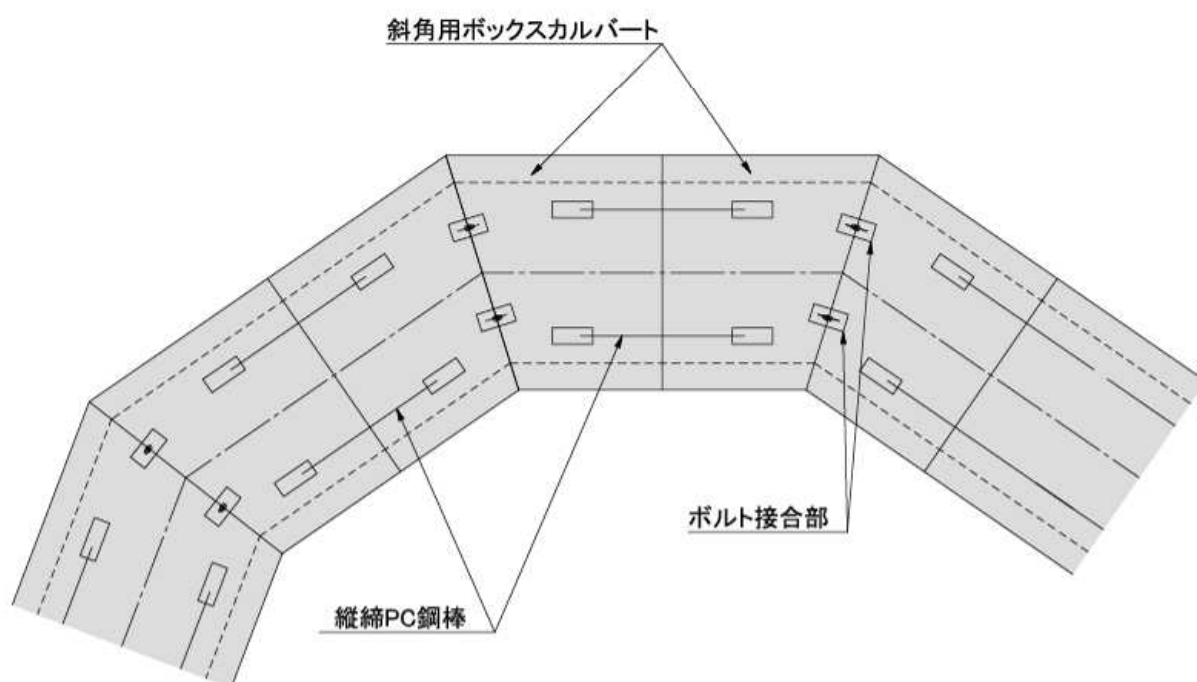 斜角用ボックスカルバート
ボルト接合部
縦締PC鋼棒